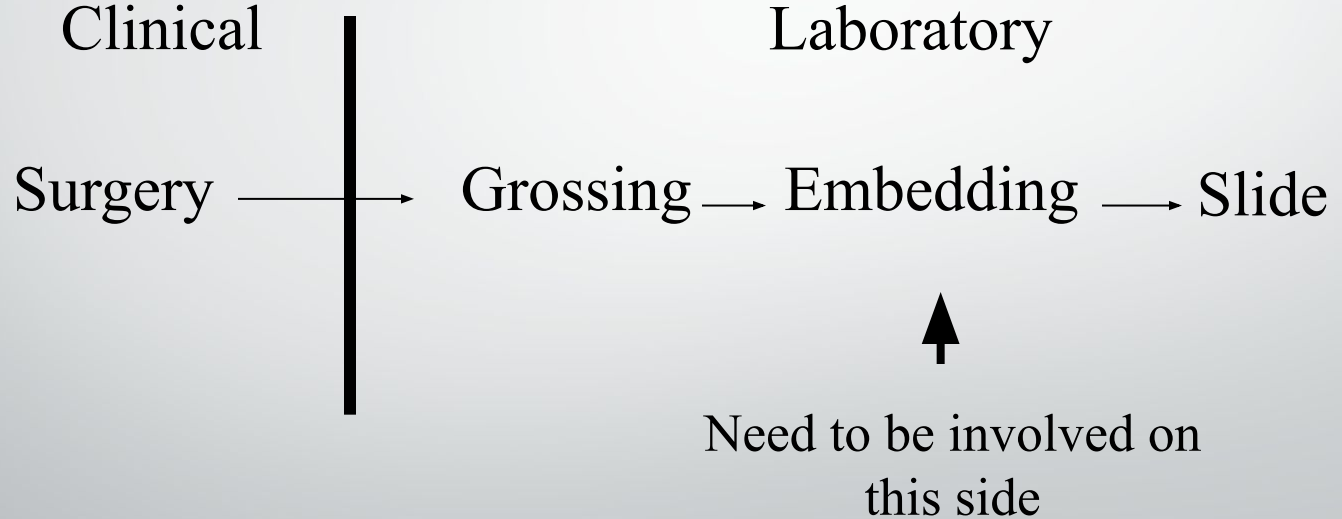 Clinical
Laboratory
Surgery
Grossing
Embedding
Slide
Need to be involved on
this side